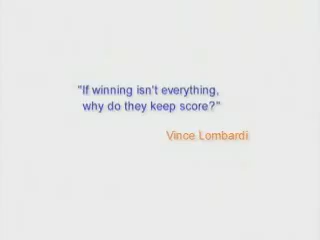 "If winning isn't everything,
why do they keep score?"
Vince Lombardi